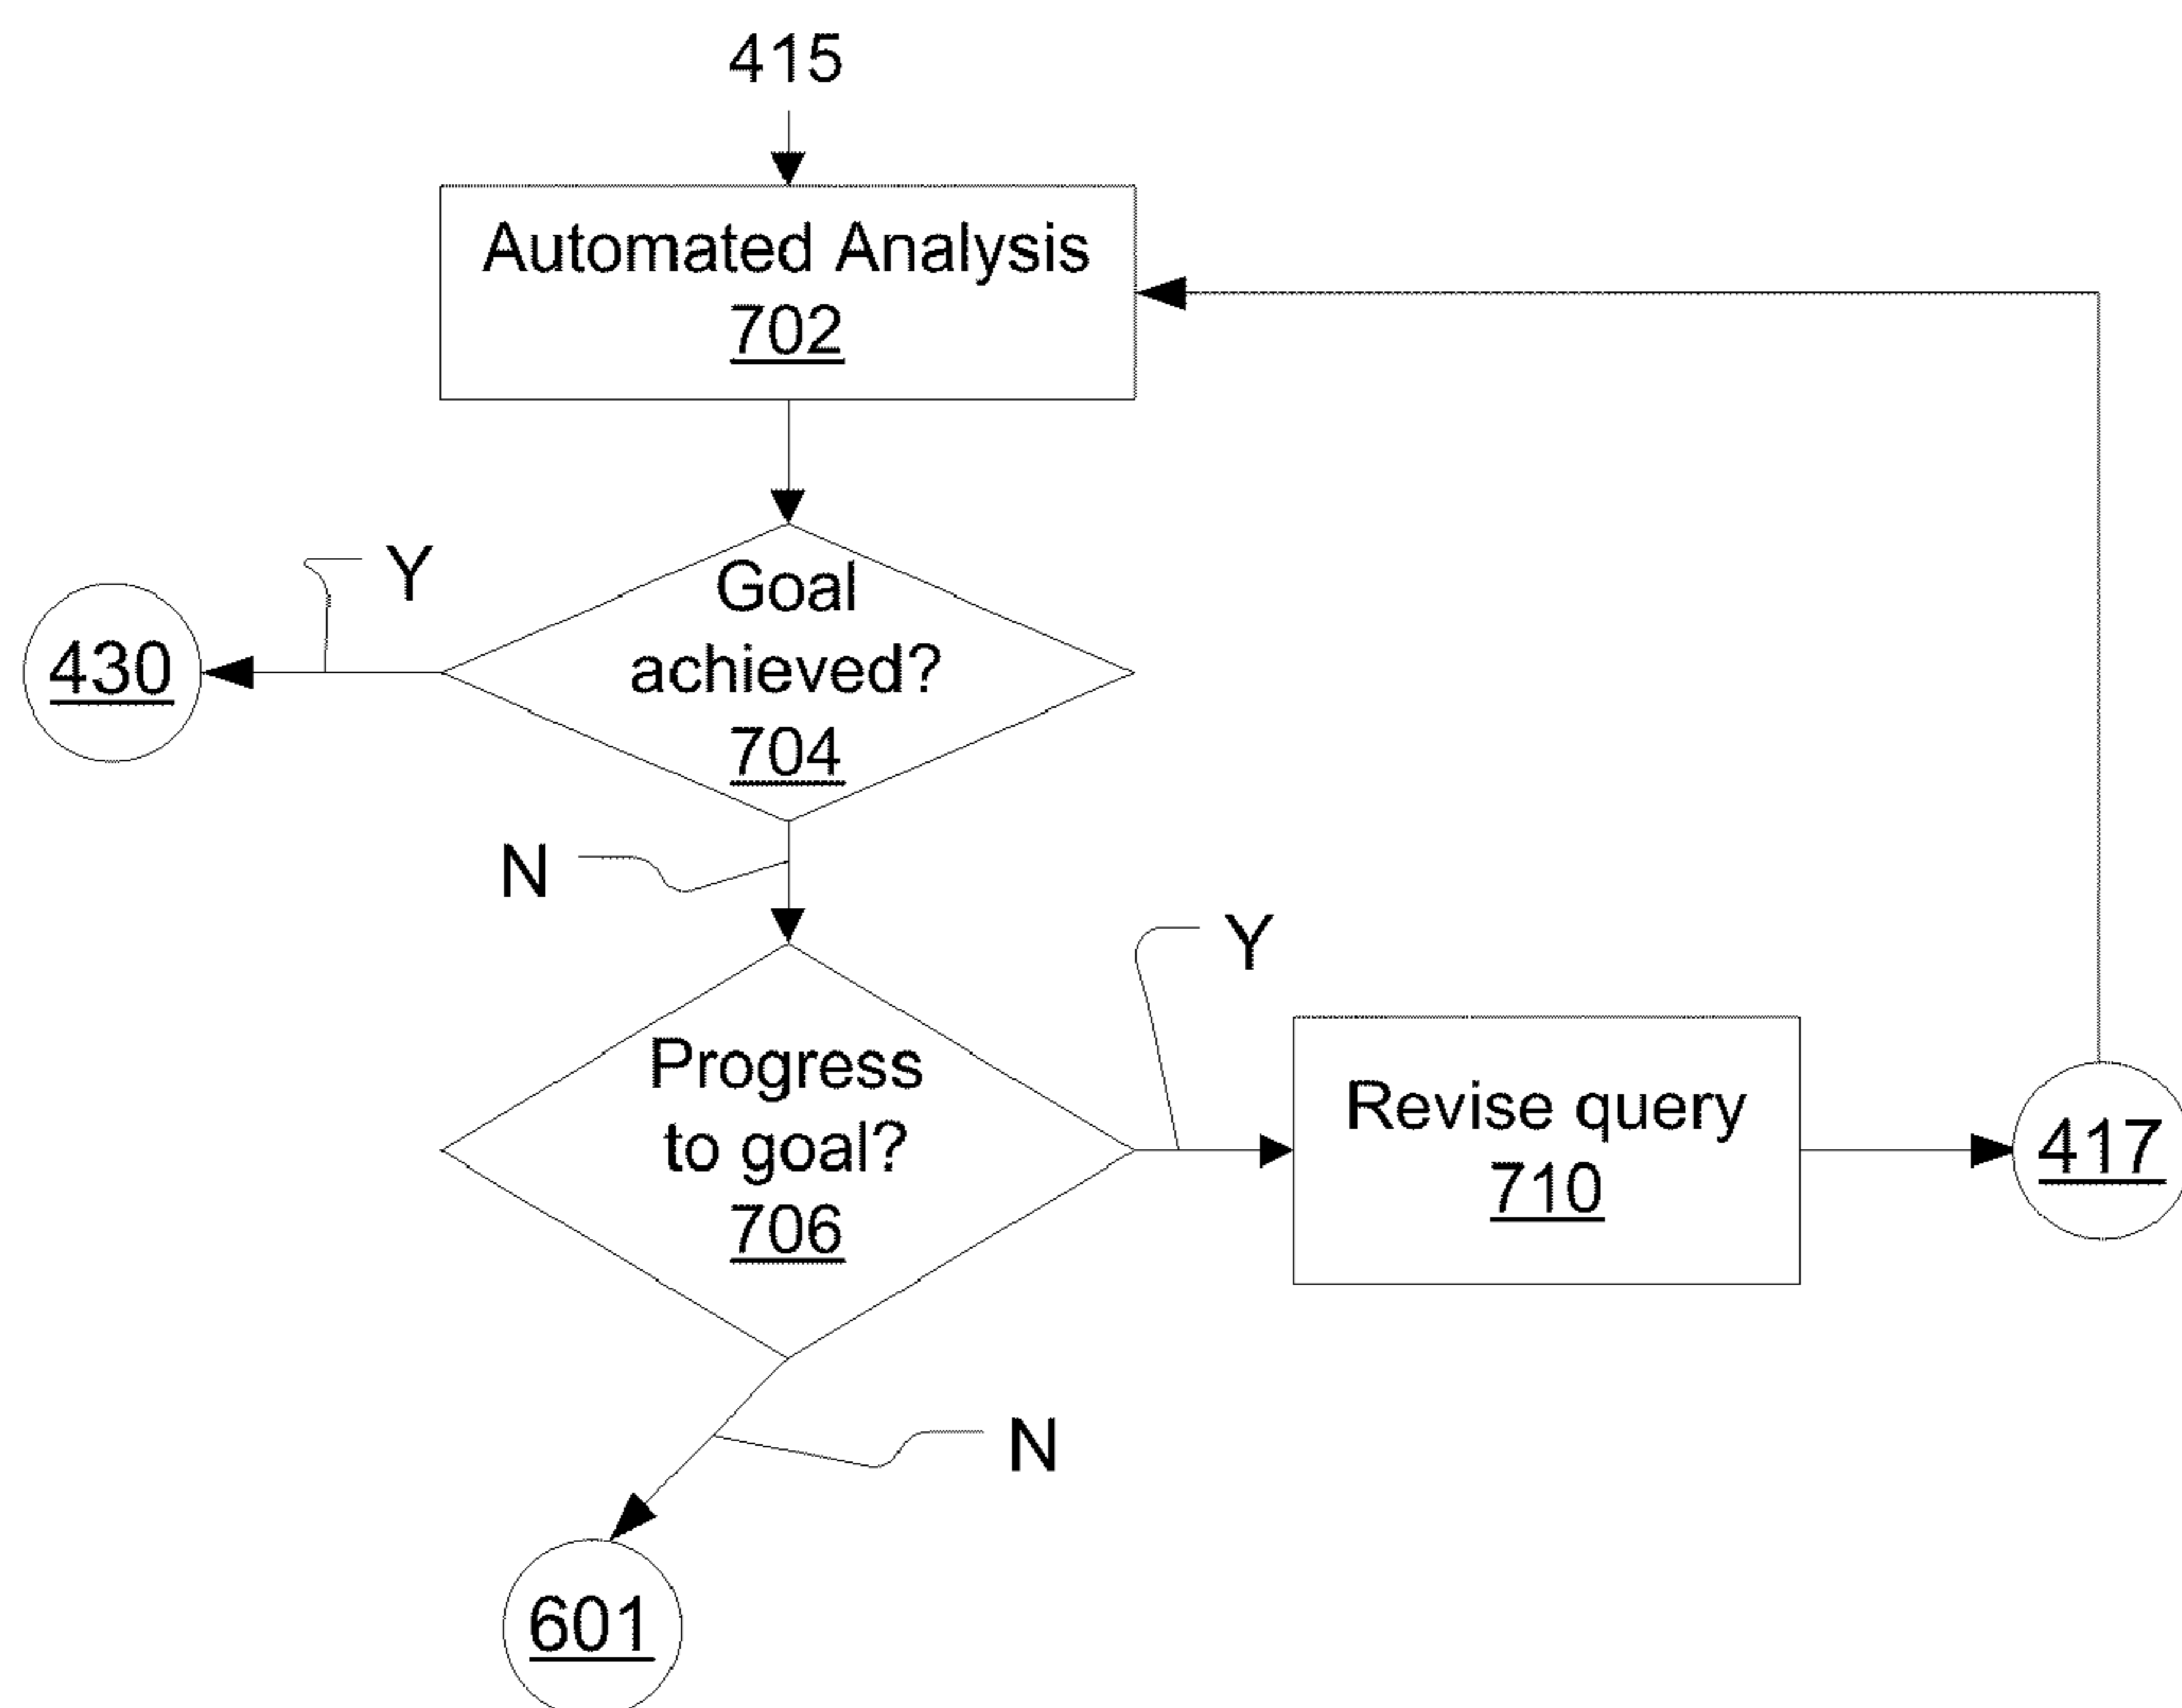 415
Automated Analysis
702
Y
Goal
achieved?
704
430
N
Y
Progress
to goal?
706
Revise query
710
417
N
601